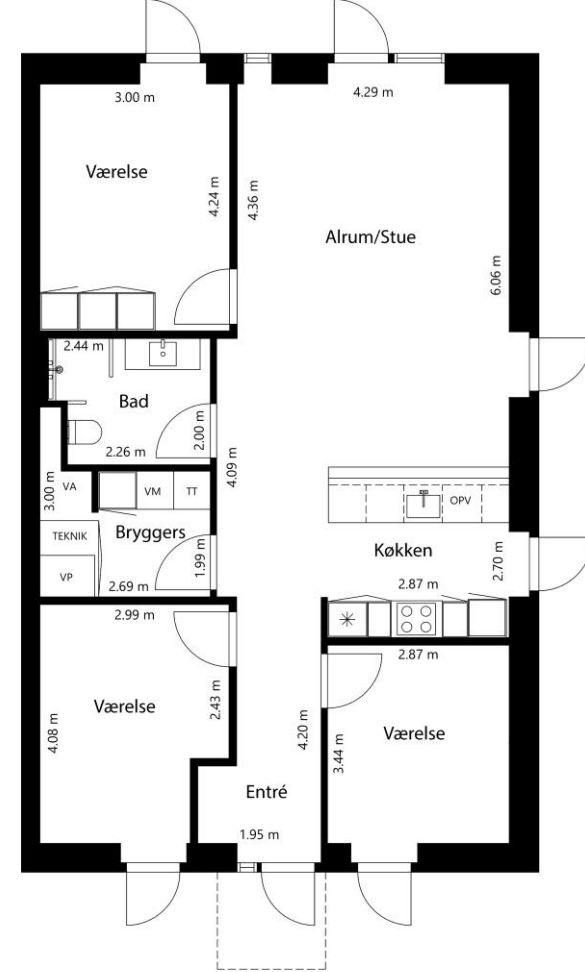 3.00 m
4.29 m
Værelse
4.24 m
4.36 m
Alrum/Stue
6.06 m
2.44 m
Bad
2.26 m
2.00 m
4.09 m
3.00 m
VA
VM
TT
OPV
TEKNIK
Bryggers
Køkken
VP
2.69 m
1.99 m
2.87 m
2.70 m
2.99 m
2.87 m
Værelse
2.43 m
4.08 m
4.20 m
3.44 m
Værelse
Entré
1.95 m